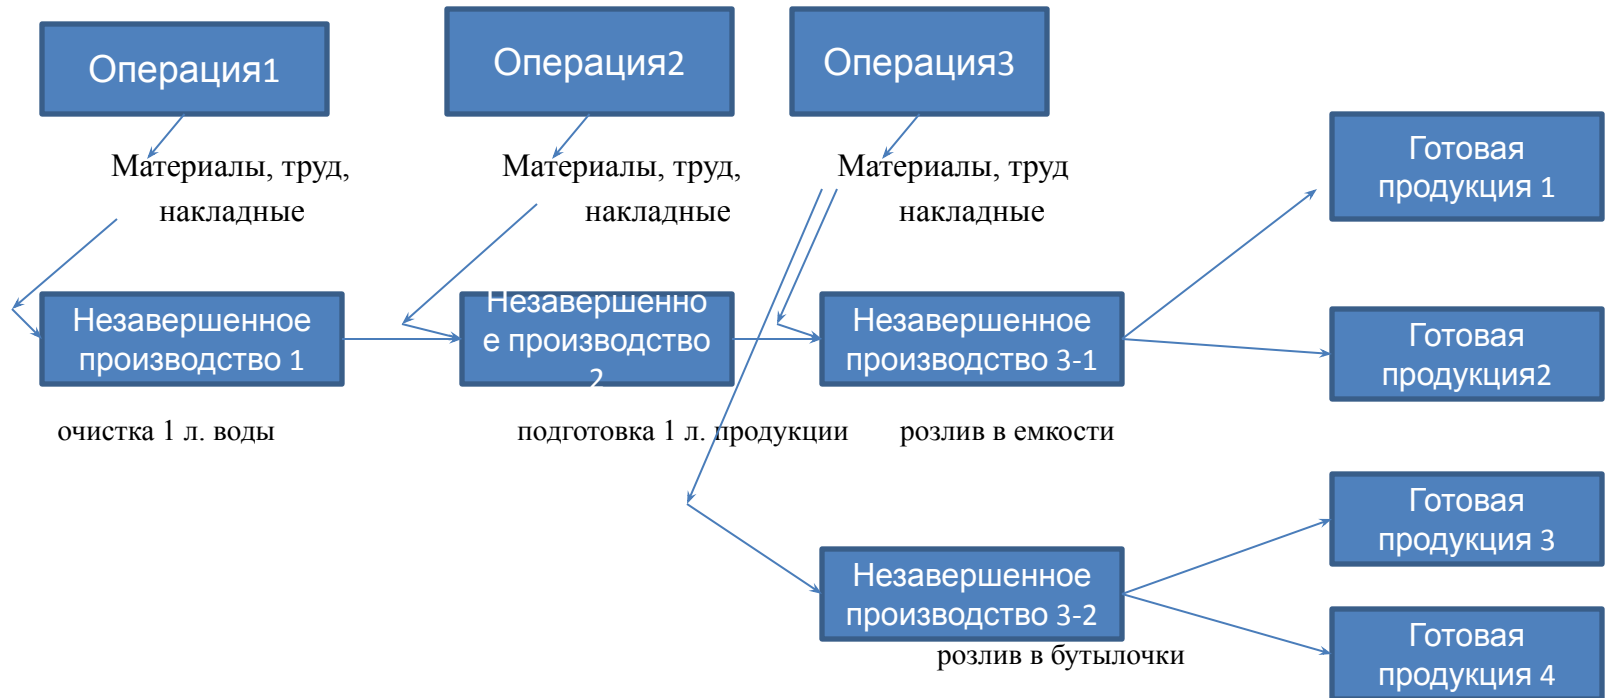 Операция1
Операция2
Операция3
Материалы, труд,
накладные
Материалы, труд,
накладные
Материалы, труд
накладные
Готовая
продукция 1
Незавершенное
производство 1
Незавершенно
е производство
2
Незавершенное
производство 3-1
Готовая
продукция2
очистка 1 л. воды
подготовка 1 л. продукции
розлив в емкости
Готовая
продукция 3
Незавершенное
производство 3-2
розлив в бутылочки
Готовая
продукция 4